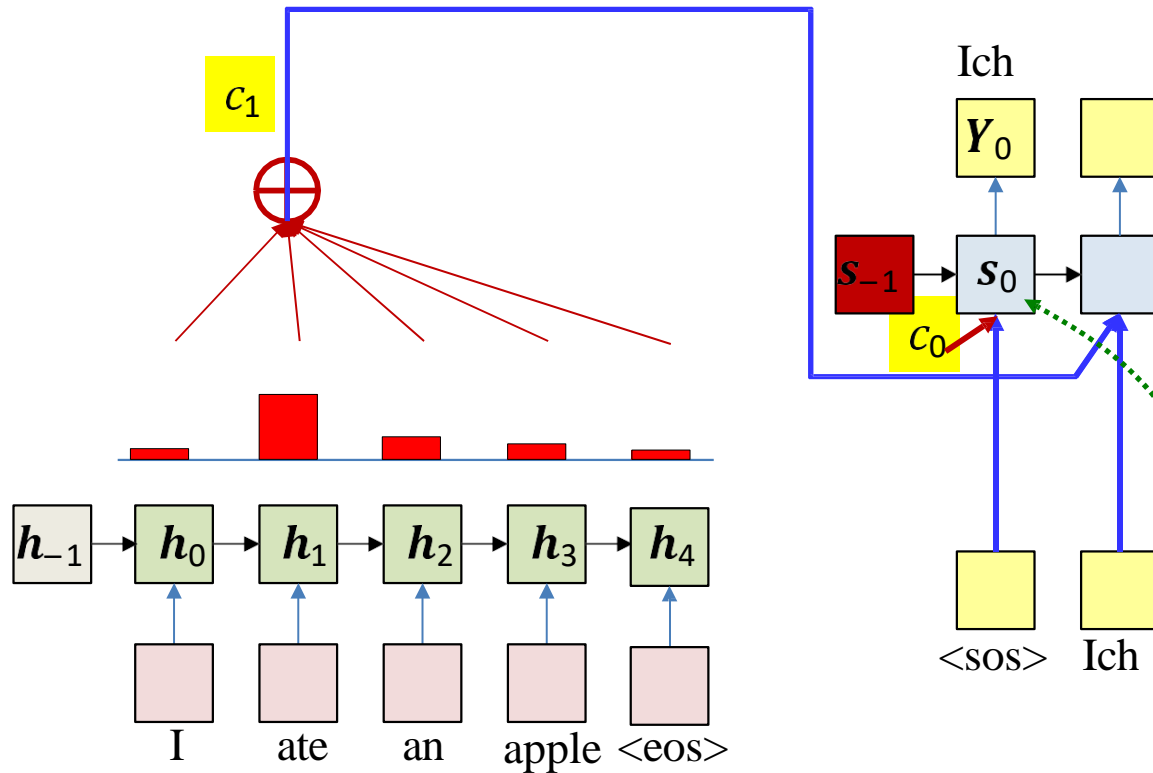 Ich
c₁
Y₀
s₋₁
s₀
c₀
h₋₁
h₀
h₁
h₂
h₃
h₄
<sos>
Ich
I
ate
an
apple
<eos>